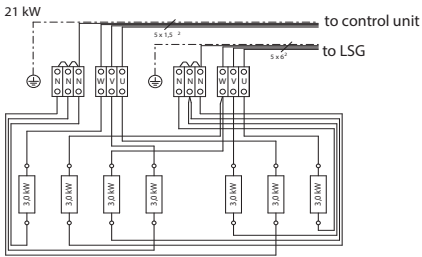 21 kW
to control unit
5 x 1,5 ²
to LSG
5 x 6²
N N N W V U N N N W V U
3,0 kW 3,0 kW 3,0 kW 3,0 kW 3,0 kW 3,0 kW 3,0 kW